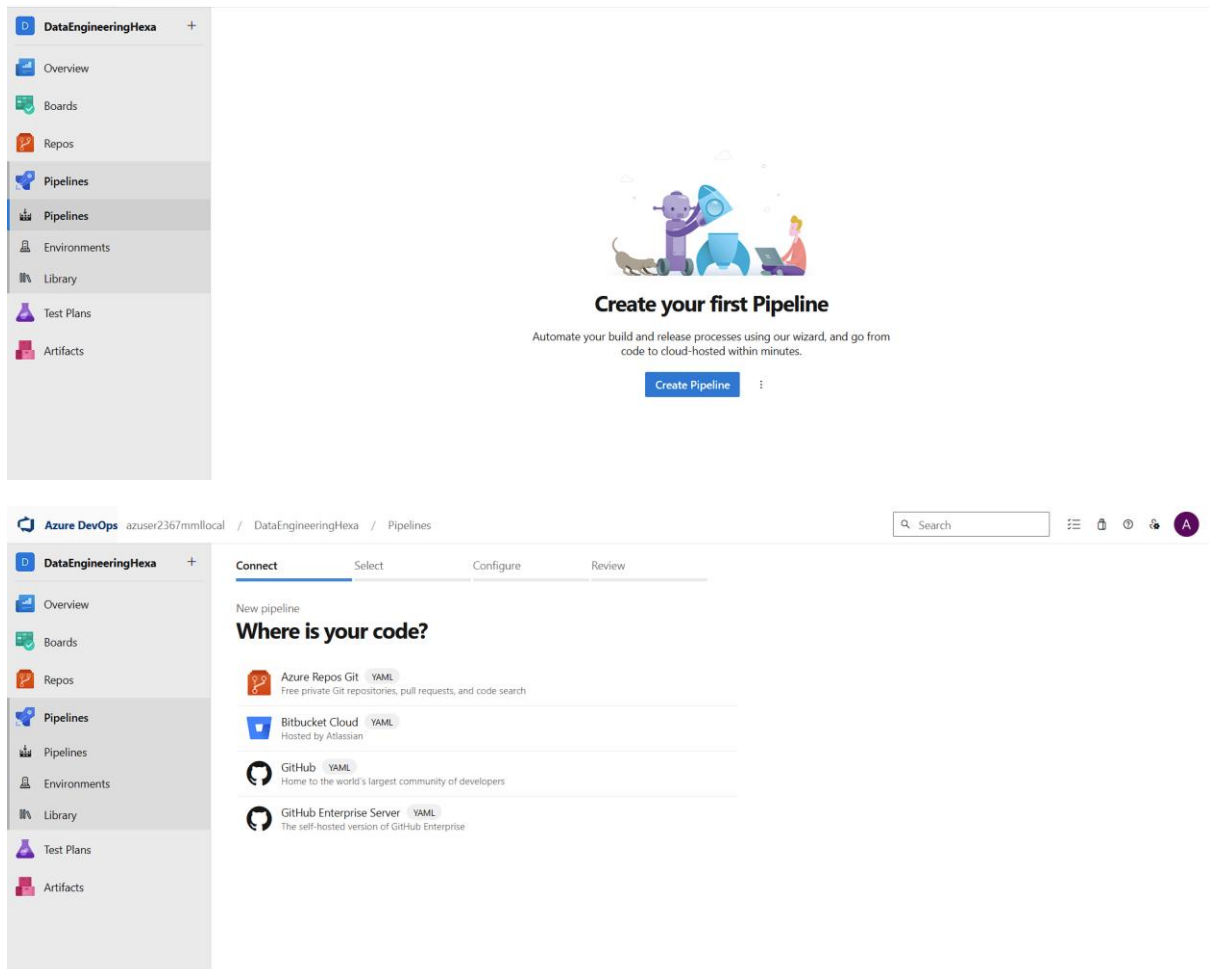 D DataEngineeringHexa +
Overview
Boards
Repos
Pipelines
Pipelines
Environments
Library
Test Plans
Artifacts
Create your first Pipeline
Automate your build and release processes using our wizard, and go from
code to cloud-hosted within minutes.
Create Pipeline
Azure DevOps azuser2367mmllocal / DataEngineeringHexa / Pipelines
Search
A
D DataEngineeringHexa +
Overview
Boards
Repos
Pipelines
Pipelines
Environments
Library
Test Plans
Artifacts
Connect Select Configure Review
New pipeline
Where is your code?
Azure Repos Git YAML
Free private Git repositories, pull requests, and code search
Bitbucket Cloud YAML
Hosted by Atlassian
GitHub YAML
Home to the world's largest community of developers
GitHub Enterprise Server YAML
The self-hosted version of GitHub Enterprise